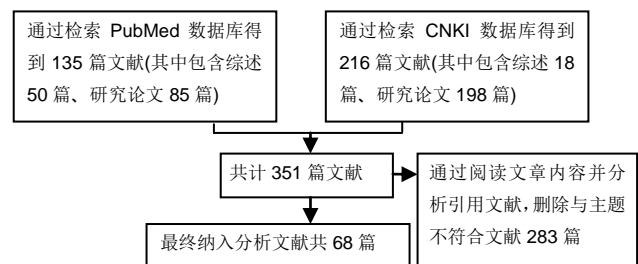 通过检索 PubMed 数据库得
到 135 篇文献(其中包含综述
50 篇、研究论文 85 篇)
通过检索 CNKI 数据库得到
216 篇文献(其中包含综述 18
篇、研究论文 198 篇)
共计 351 篇文献
通过阅读文章内容并分
析引用文献，删除与主题
不符合文献 283 篇
最终纳入分析文献共 68 篇